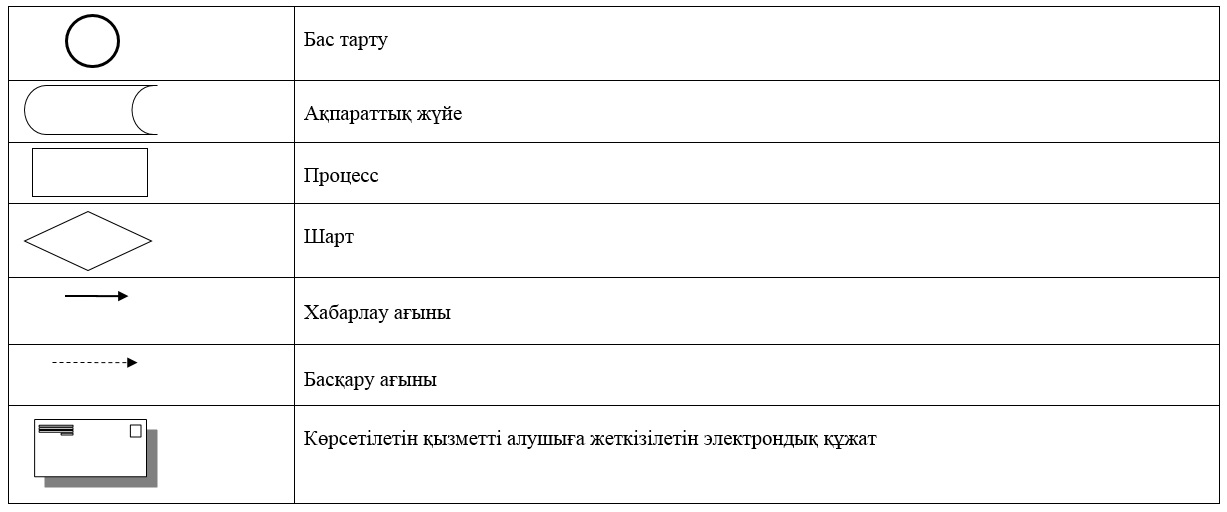 Бас тарту
Ақпараттық жүйе
Процесс
Шарт
Хабарлау ағыны
Басқару ағыны
Көрсетілетін қызметті алушыға жеткізілетін электрондық құжат